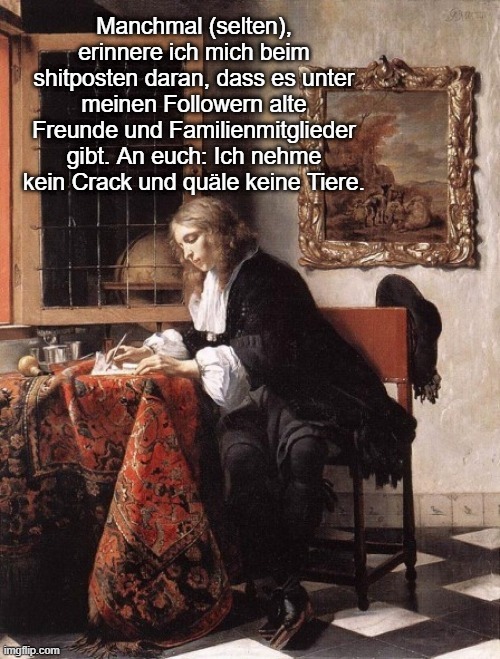 Manchmal (selten),
erinnere ich mich beim
shitposten daran, dass es unter
meinen Followern alte
Freunde und Familienmitglieder
gibt. An euch: Ich nehme
kein Crack und quäle keine Tiere.
imgflip.com